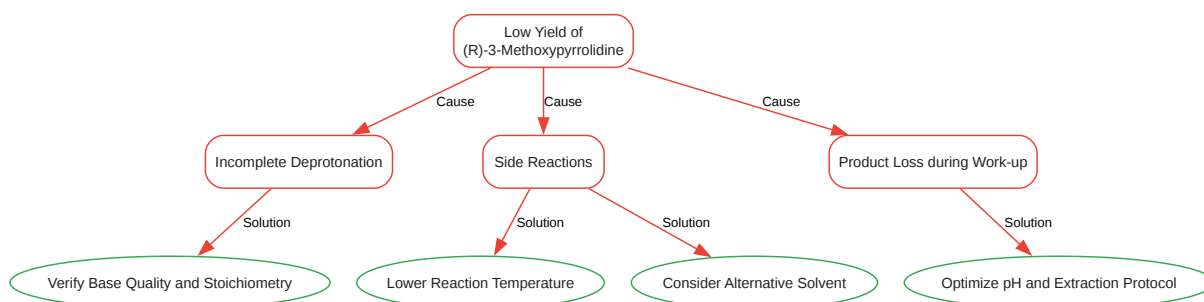 Low Yield of
(R)-3-Methoxypyrrolidine
Cause
Cause
Cause
Incomplete Deprotonation
Side Reactions
Product Loss during Work-up
Solution
Solution
Solution
Solution
Verify Base Quality and Stoichiometry
Lower Reaction Temperature
Consider Alternative Solvent
Optimize pH and Extraction Protocol